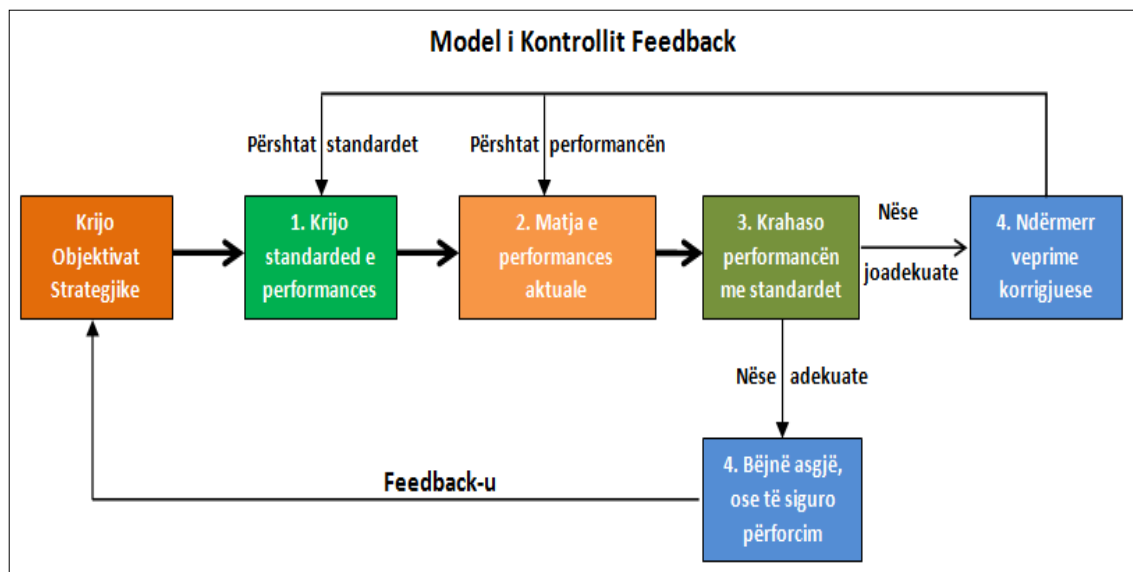 Model i Kontrollit Feedback
Përshtat standardet
Përshtat performancën
Krijo
Objektivat
Strategjike
1. Krijo
standarded e
performances
2. Matja e
performances
aktuale
3. Krahaso
performancën
me standardet
Nëse
joadekuate
4. Ndërmerr
veprime
korrigjuese
Nëse adekuate
4. Bëjnë asgjë,
ose të siguro
përforcim
Feedback-u